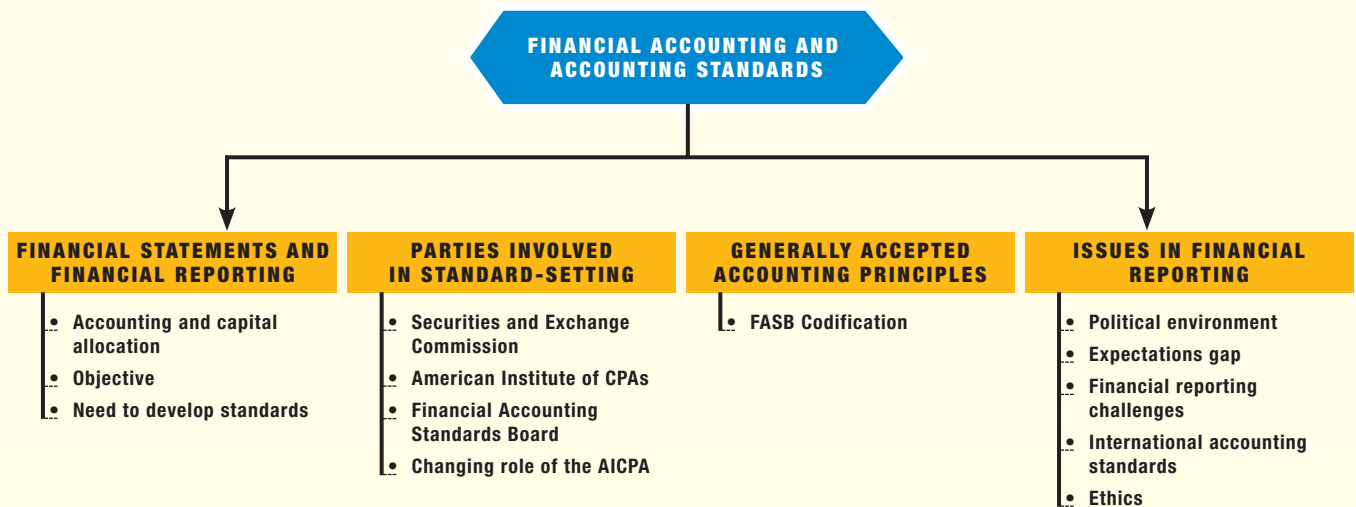 FINANCIAL ACCOUNTING AND
ACCOUNTING STANDARDS
FINANCIAL STATEMENTS AND
FINANCIAL REPORTING
• Accounting and capital
allocation
• Objective
• Need to develop standards
PARTIES INVOLVED
IN STANDARD-SETTING
• Securities and Exchange
Commission
• American Institute of CPAs
• Financial Accounting
Standards Board
• Changing role of the AICPA
GENERALLY ACCEPTED
ACCOUNTING PRINCIPLES
• FASB Codification
ISSUES IN FINANCIAL
REPORTING
• Political environment
• Expectations gap
• Financial reporting
challenges
• International accounting
standards
• Ethics